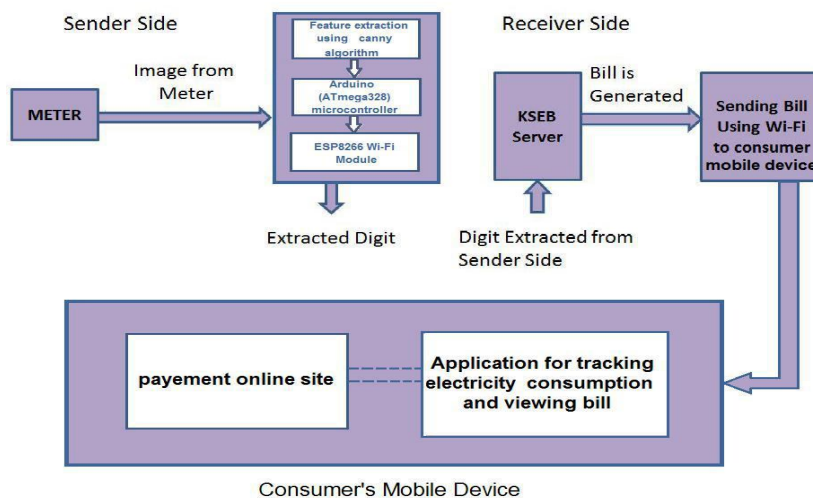 Sender Side
Receiver Side
Image from
Meter
METER
Feature extraction
using canny
algorithm
Arduino
(ATmega328)
microcontroller
ESP8266 Wi-Fi
Module
Extracted Digit
KSEB
Server
Bill is
Generated
Sending Bill
Using Wi-Fi
to consumer
mobile device
Digit Extracted from
Sender Side
payement online site
Application for tracking
electricity consumption
and viewing bill
Consumer's Mobile Device